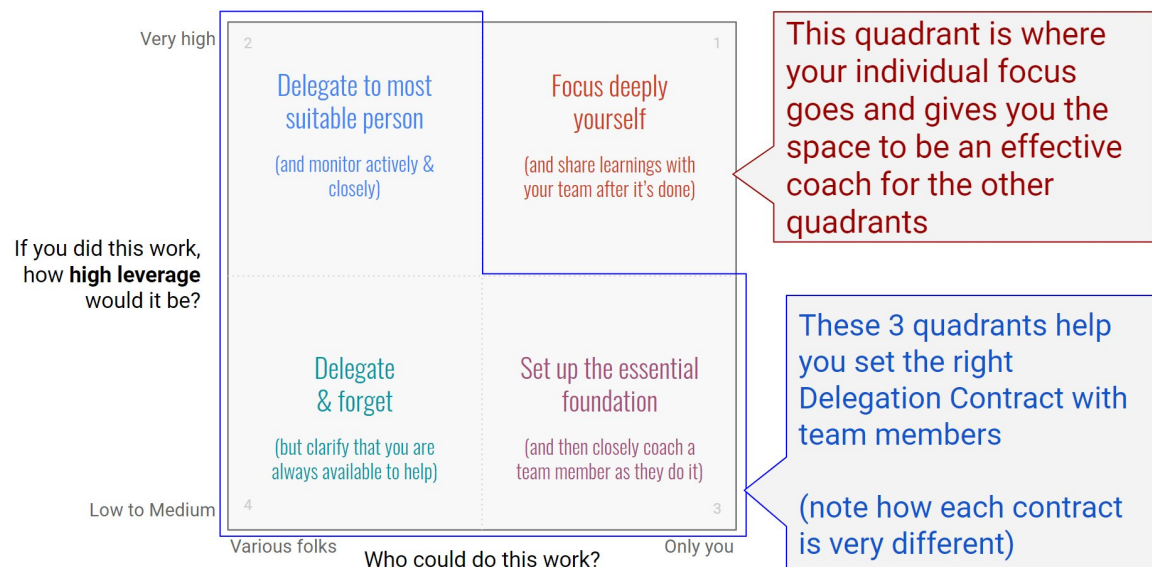 Very high
2
Delegate to most
suitable person
(and monitor actively &
closely)
1
Focus deeply
yourself
(and share learnings with
your team after it's done)
This quadrant is where
your individual focus
goes and gives you the
space to be an effective
coach for the other
quadrants
If you did this work,
how high leverage
would it be?
Delegate
& forget
(but clarify that you are
always available to help)
4
Set up the essential
foundation
(and then closely coach a
team member as they do it)
3
These 3 quadrants help
you set the right
Delegation Contract with
team members
(note how each contract
is very different)
Low to Medium
Various folks
Who could do this work?
Only you